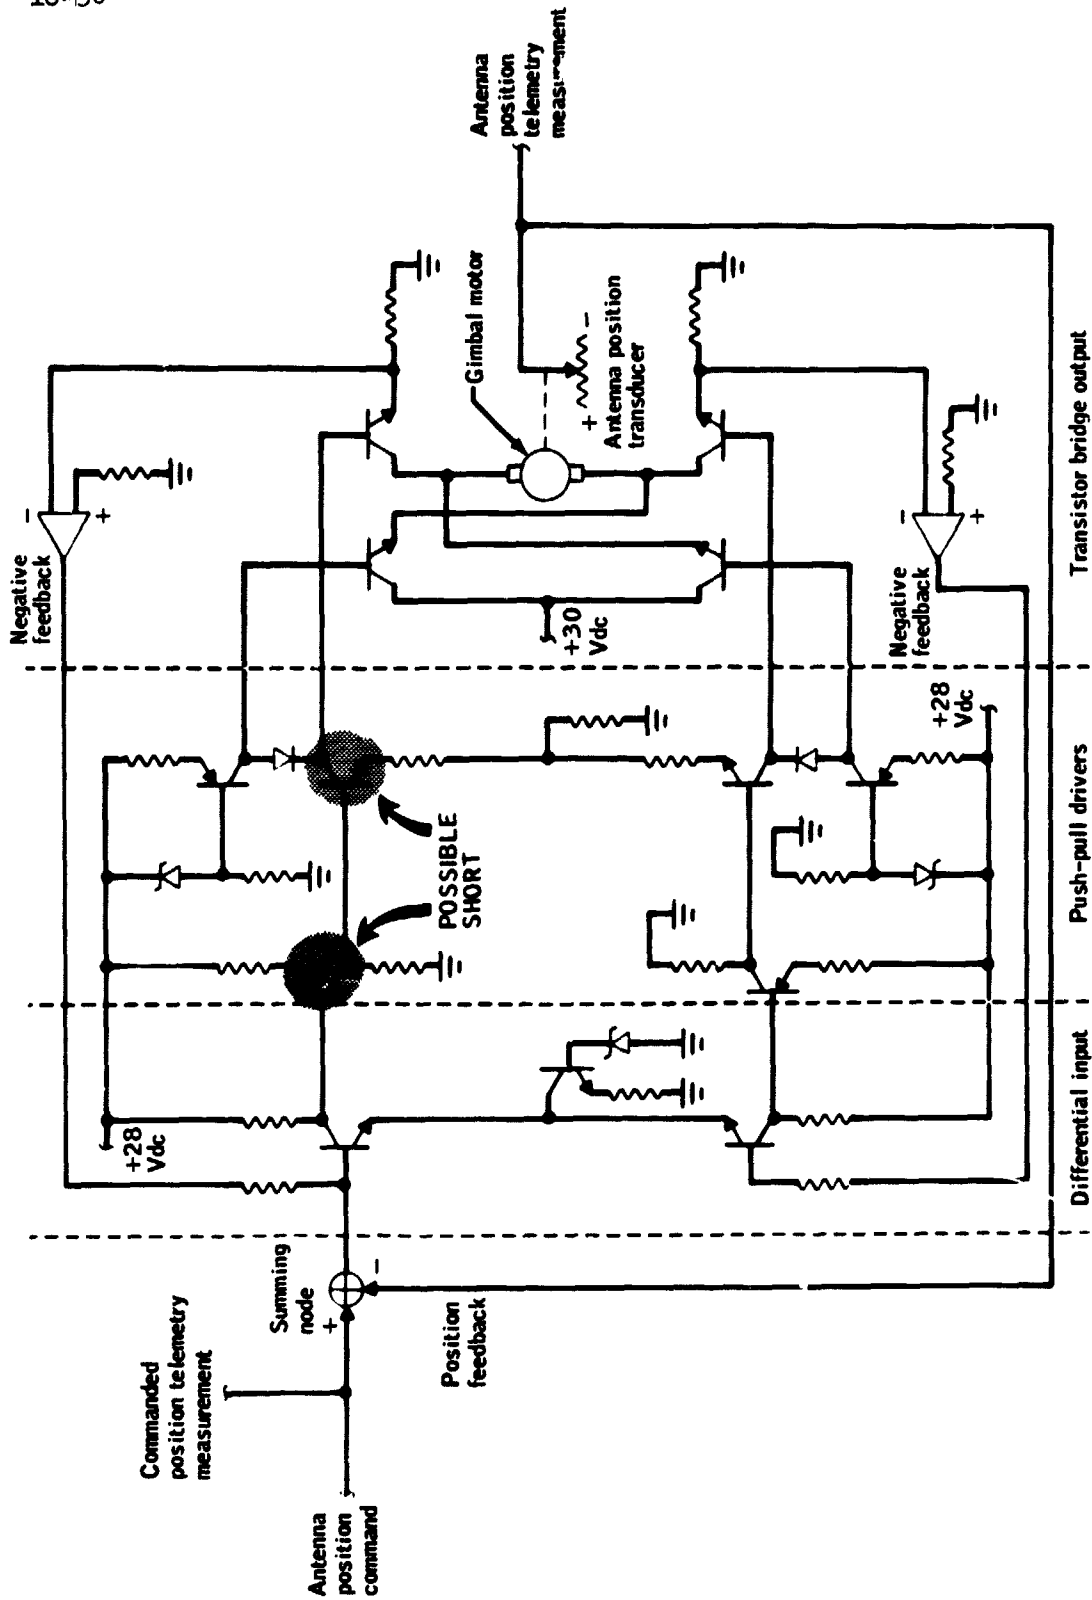 Antenna
position
command
Commanded
position telemetry
measurement
Summing
node
+
-
Position
feedback
+28
Vdc
POSSIBLE
SHORT
+28
Vdc
Negative
feedback
-
+
+30
Vdc
Negative
feedback
-
+
Gimbal motor
+
-
Antenna position
transducer
Antenna
position
telemetry
measurement
Differential input
Push-pull drivers
Transistor bridge output